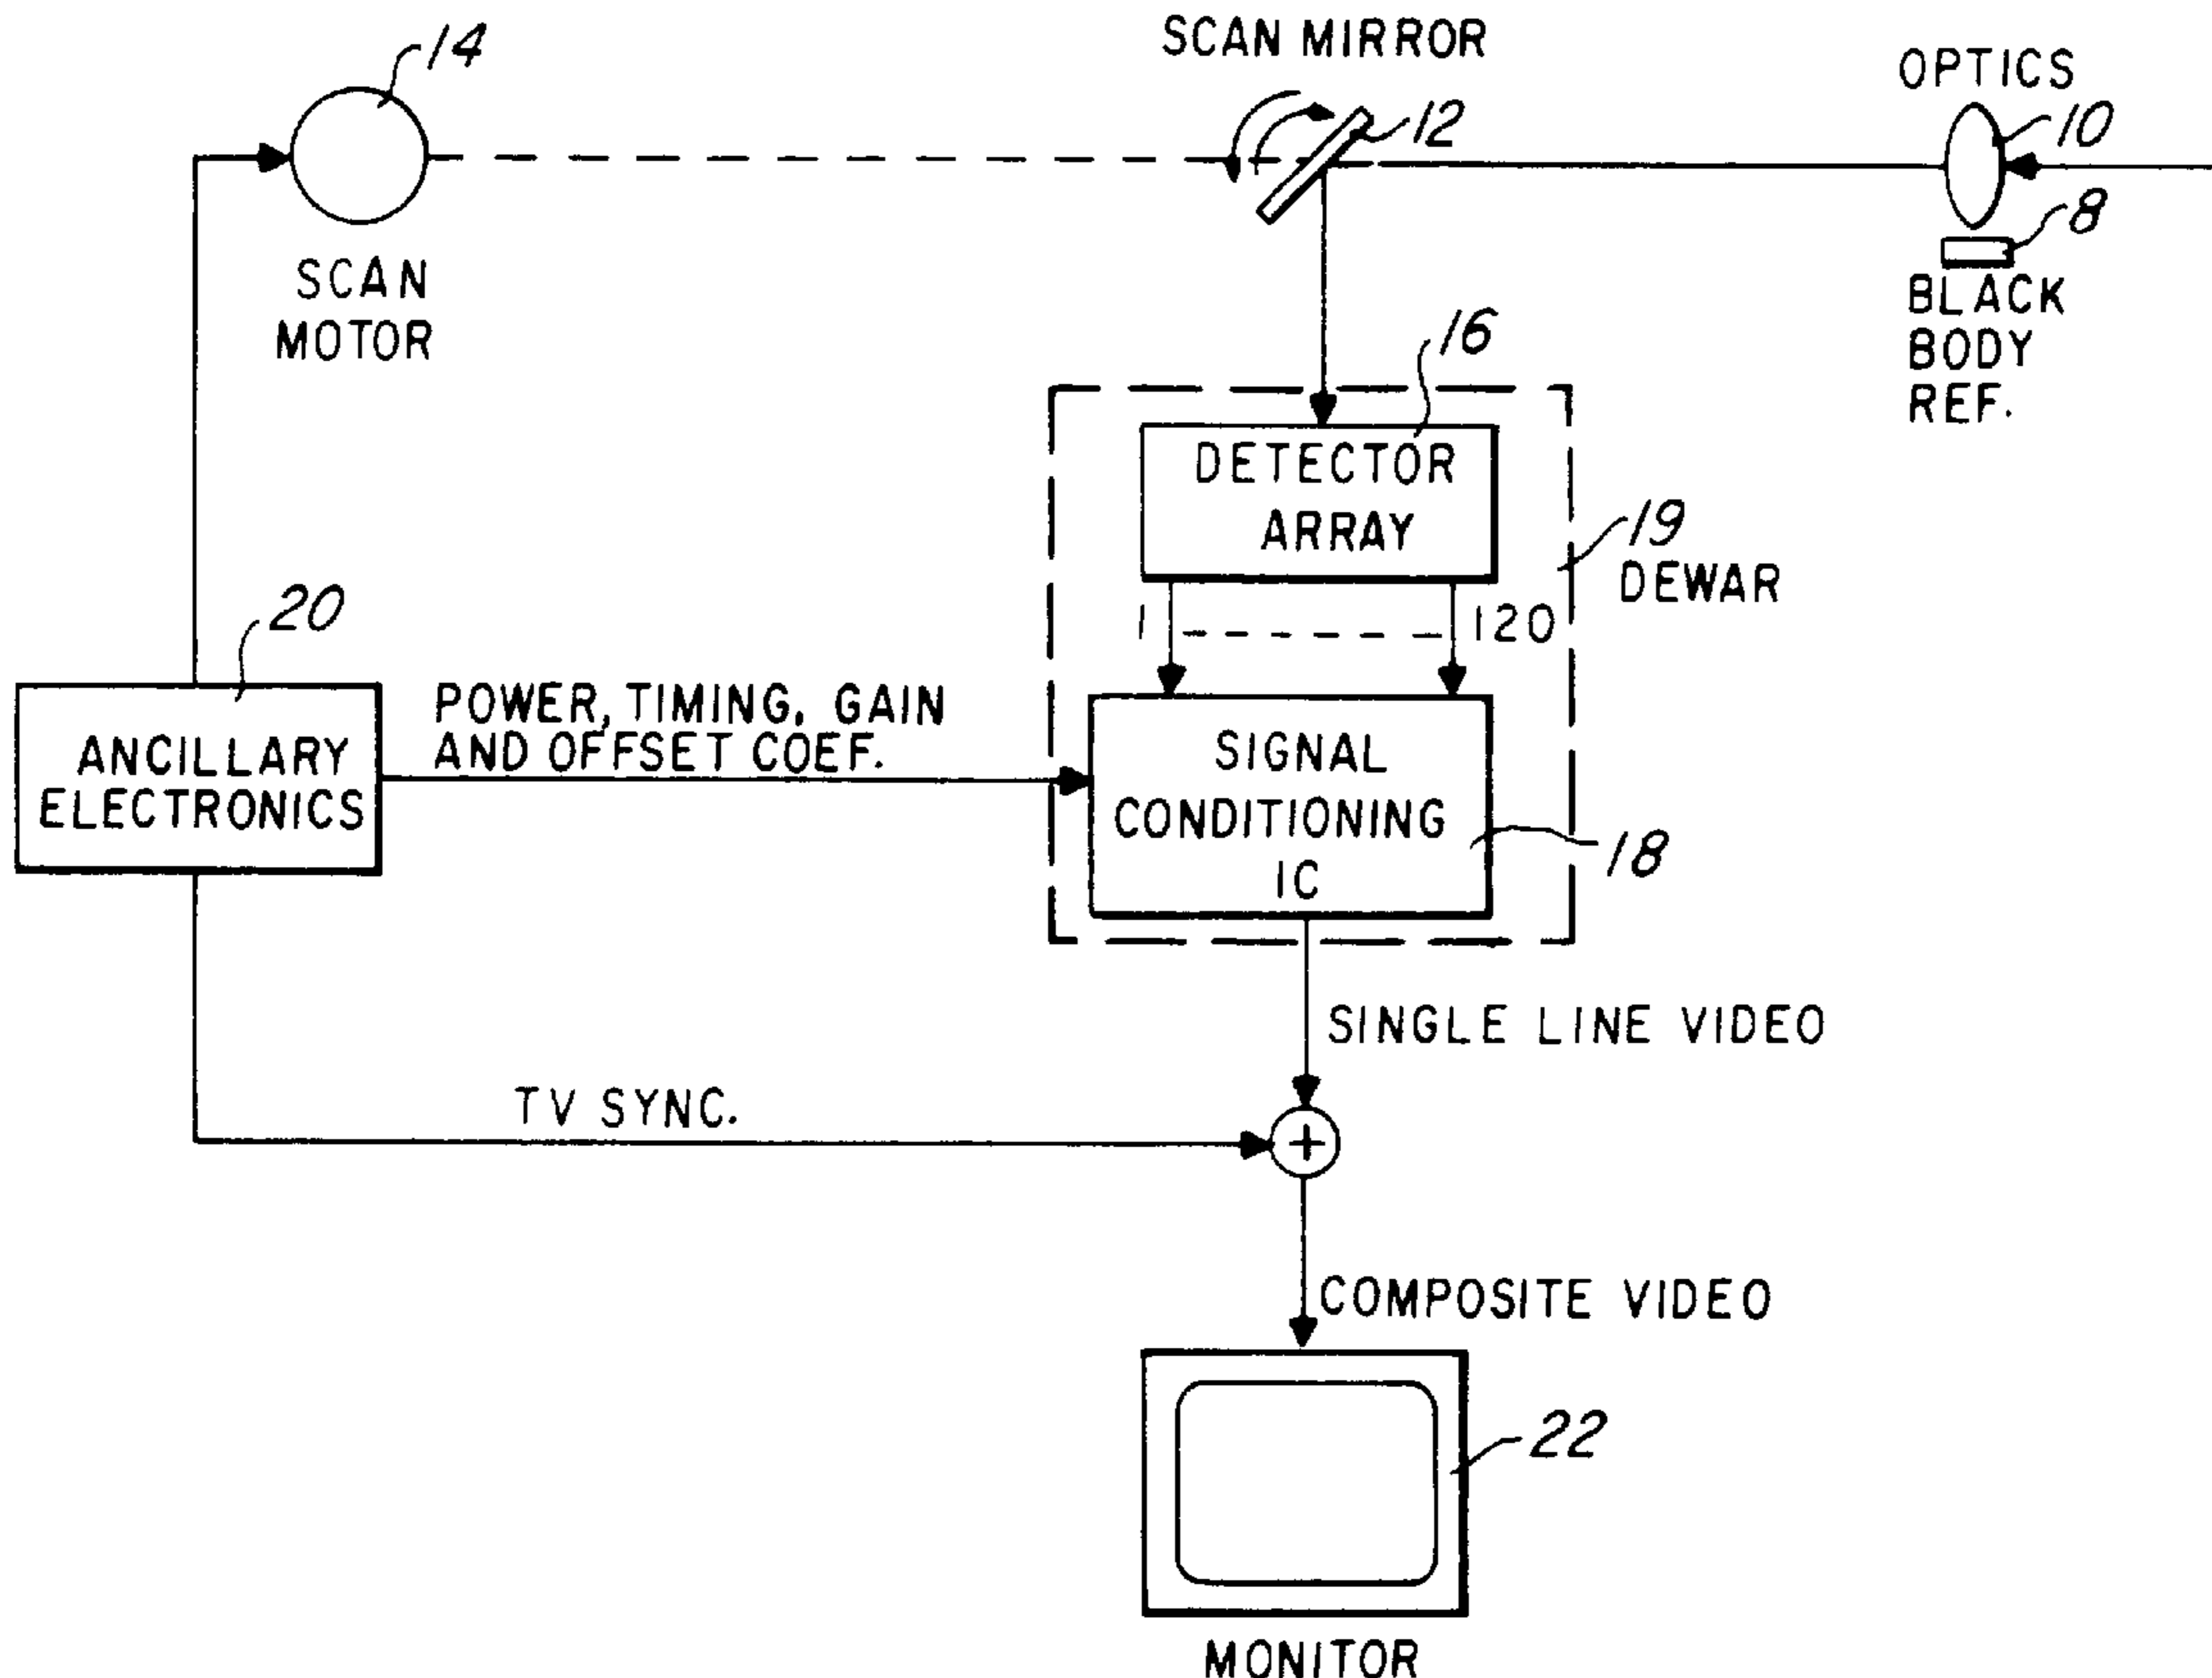 14
SCAN MIRROR
OPTICS
12
10
8
SCAN
MOTOR
BLACK
BODY
REF.
16
DETECTOR
ARRAY
19
DEWAR
1
120
20
POWER, TIMING, GAIN
AND OFFSET COEF.
ANCILLARY
ELECTRONICS
SIGNAL
CONDITIONING
IC
18
SINGLE LINE VIDEO
TV SYNC.
+
COMPOSITE VIDEO
22
MONITOR